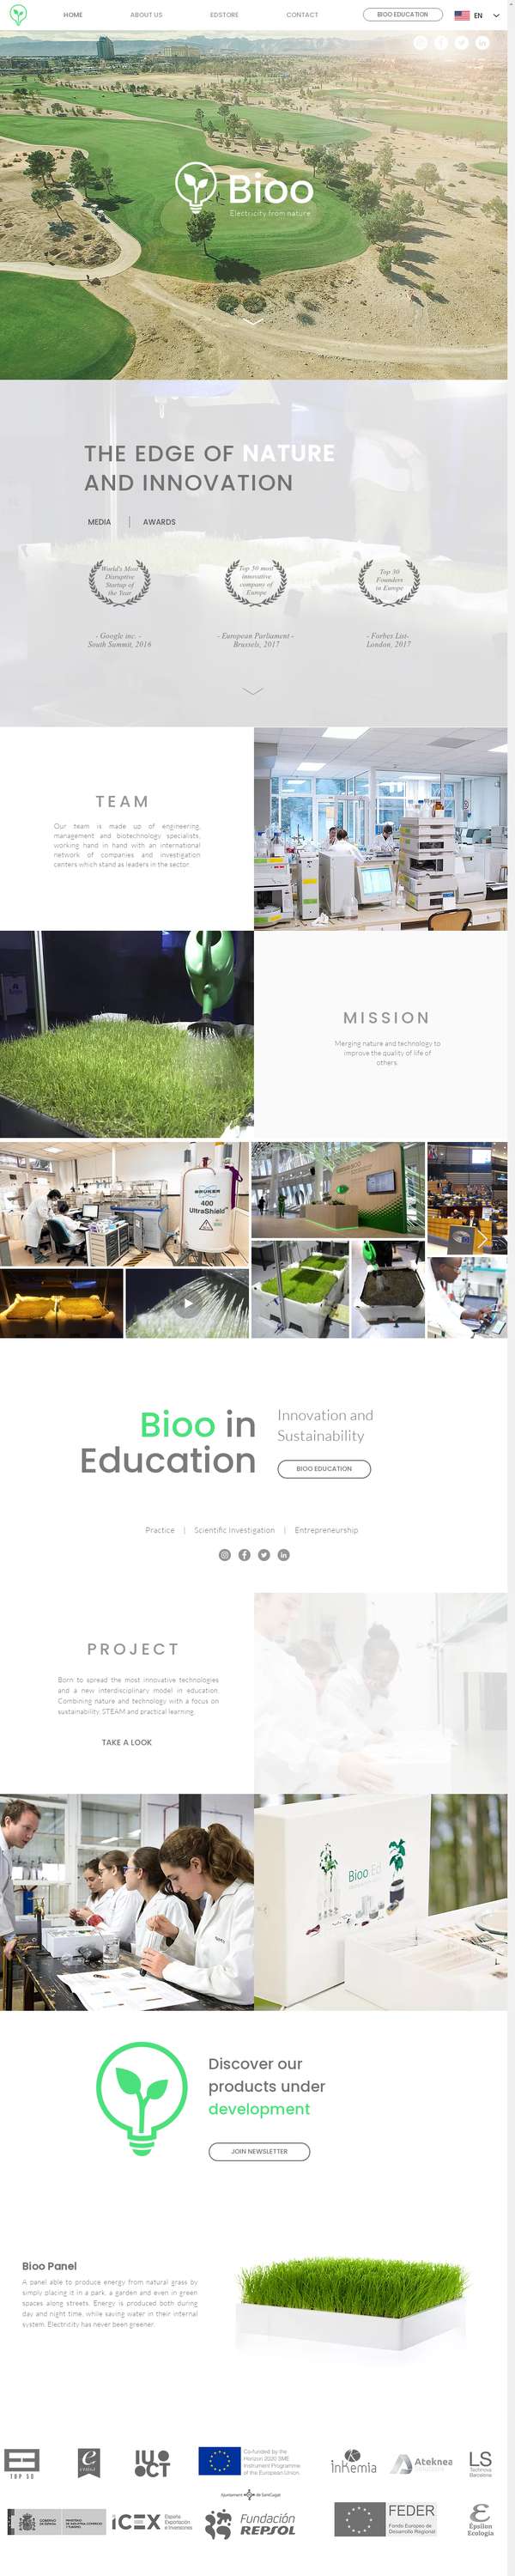 HOME ABOUT US EDSTORE CONTACT BIOO EDUCATION EN
Bioo
Electricity from nature
THE EDGE OF NATURE
AND INNOVATION
MEDIA | AWARDS
World's Most
Disruptive
Startup of
the Year
- Google inc. -
South Summit, 2016
Top 50 most
innovative
company of
Europe
- European Parliament -
Brussels, 2017
Top 30
Founders
in Europe
- Forbes List-
London, 2017
TEAM
Our team is made up of engineering,
management and biotechnology specialists,
working hand in hand with an international
network of companies and investigation
centers which stand as leaders in the sector.
MISSION
Merging nature and technology to
improve the quality of life of
others.
BRUKER
400
UltraShield
Bioo in
Education
Innovation and
Sustainability
BIOO EDUCATION
Practice | Scientific Investigation | Entrepreneurship
PROJECT
Born to spread the most innovative technologies
and a new interdisciplinary model in education.
Combining nature and technology with a focus on
sustainability, STEAM and practical learning.
TAKE A LOOK
Bioo Ed
Discover our
products under
development
JOIN NEWSLETTER
Bioo Panel
A panel able to produce energy from natural grass by
simply placing it in a park, a garden and even in green
spaces along streets. Energy is produced both during
day and night time, while saving water in their internal
system. Electricity has never been greener.
TOP 50
Co-funded by the
Horizon 2020 SME
Instrument Programme
of the European Union
inkemia
Ateknea
LS
Ajuntament de SantCugat
GOBIERNO
DE ESPAÑA
ICEX España
Exportación
e Inversiones
Fundación
REPSOL
FEDER
Fondo Europeo de
Desarrollo Regional
Épsilon
Ecología